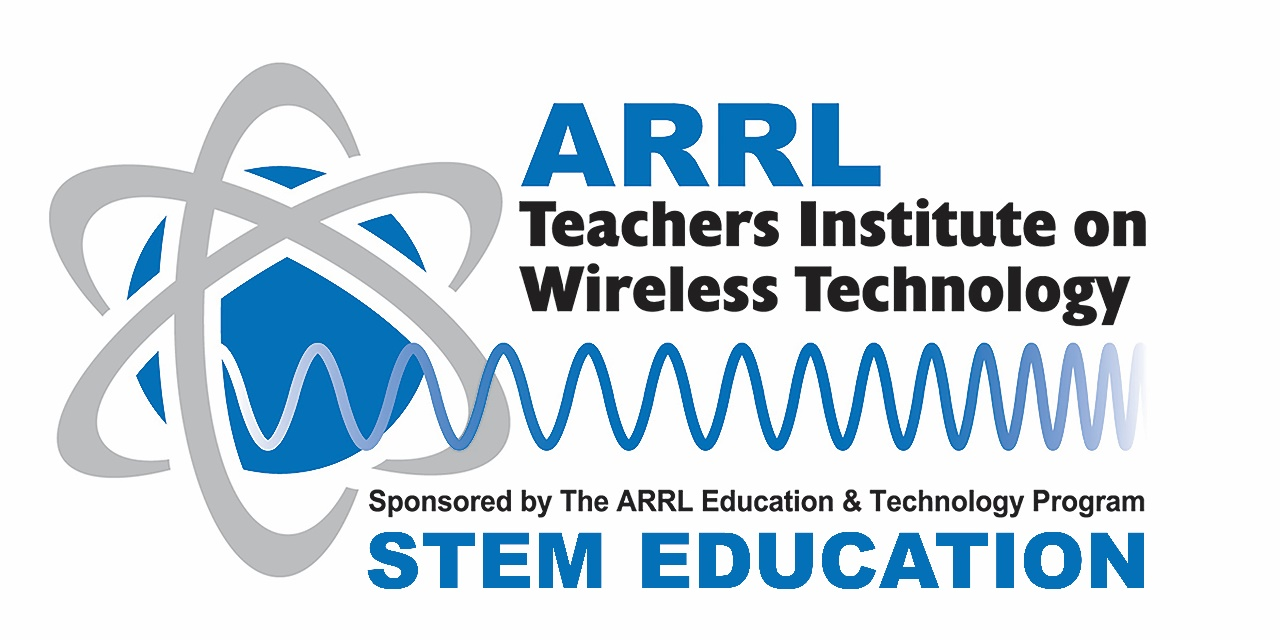 ARRL
Teachers Institute on
Wireless Technology
Sponsored by The ARRL Education & Technology Program
STEM EDUCATION